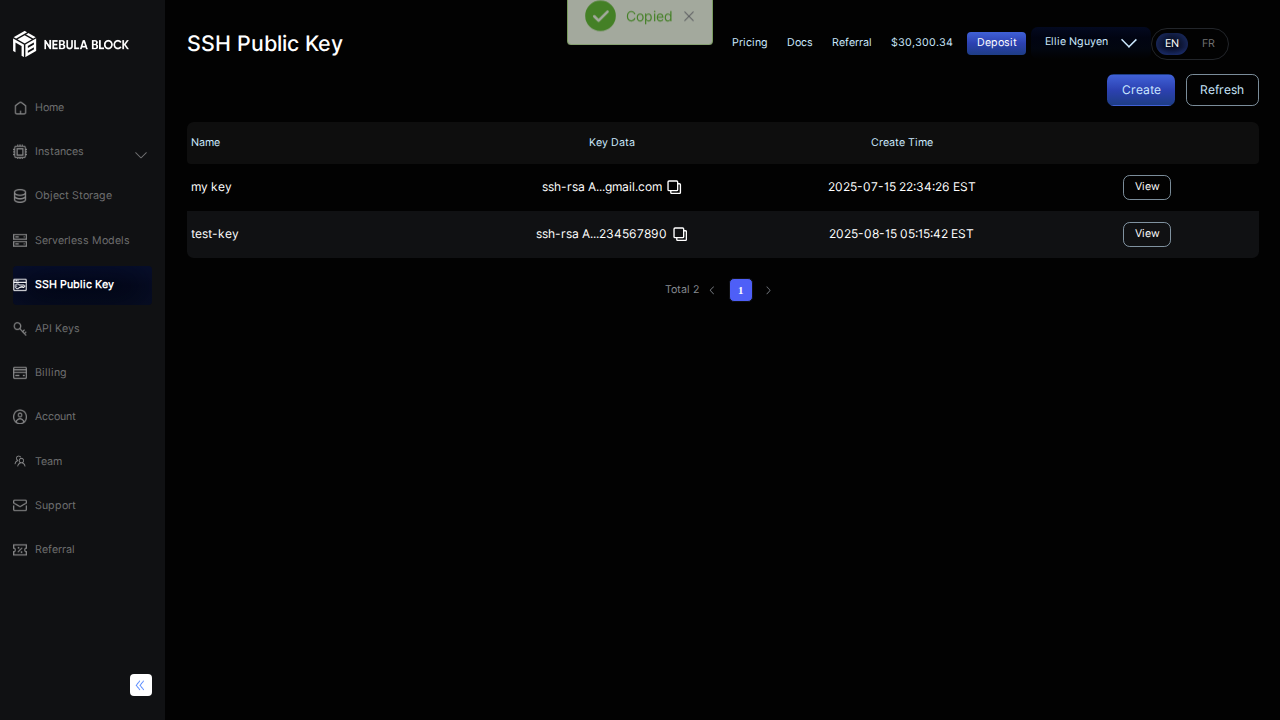 NEBULA BLOCK
Home
Instances
Object Storage
Serverless Models
SSH Public Key
API Keys
Billing
Account
Team
Support
Referral
SSH Public Key
Copied
Pricing
Docs
Referral
$30,300.34
Deposit
Ellie Nguyen
EN
FR
Create
Refresh
Name Key Data Create Time
my key ssh-rsa A...gmail.com 2025-07-15 22:34:26 EST View
test-key ssh-rsa A...234567890 2025-08-15 05:15:42 EST View
Total 2 1